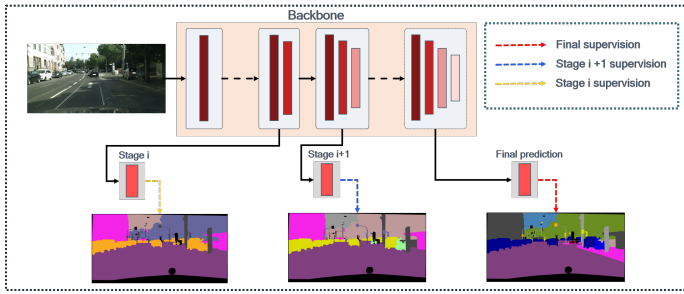 Backbone
Final supervision
Stage i +1 supervision
Stage i supervision
Stage i
Stage i+1
Final prediction